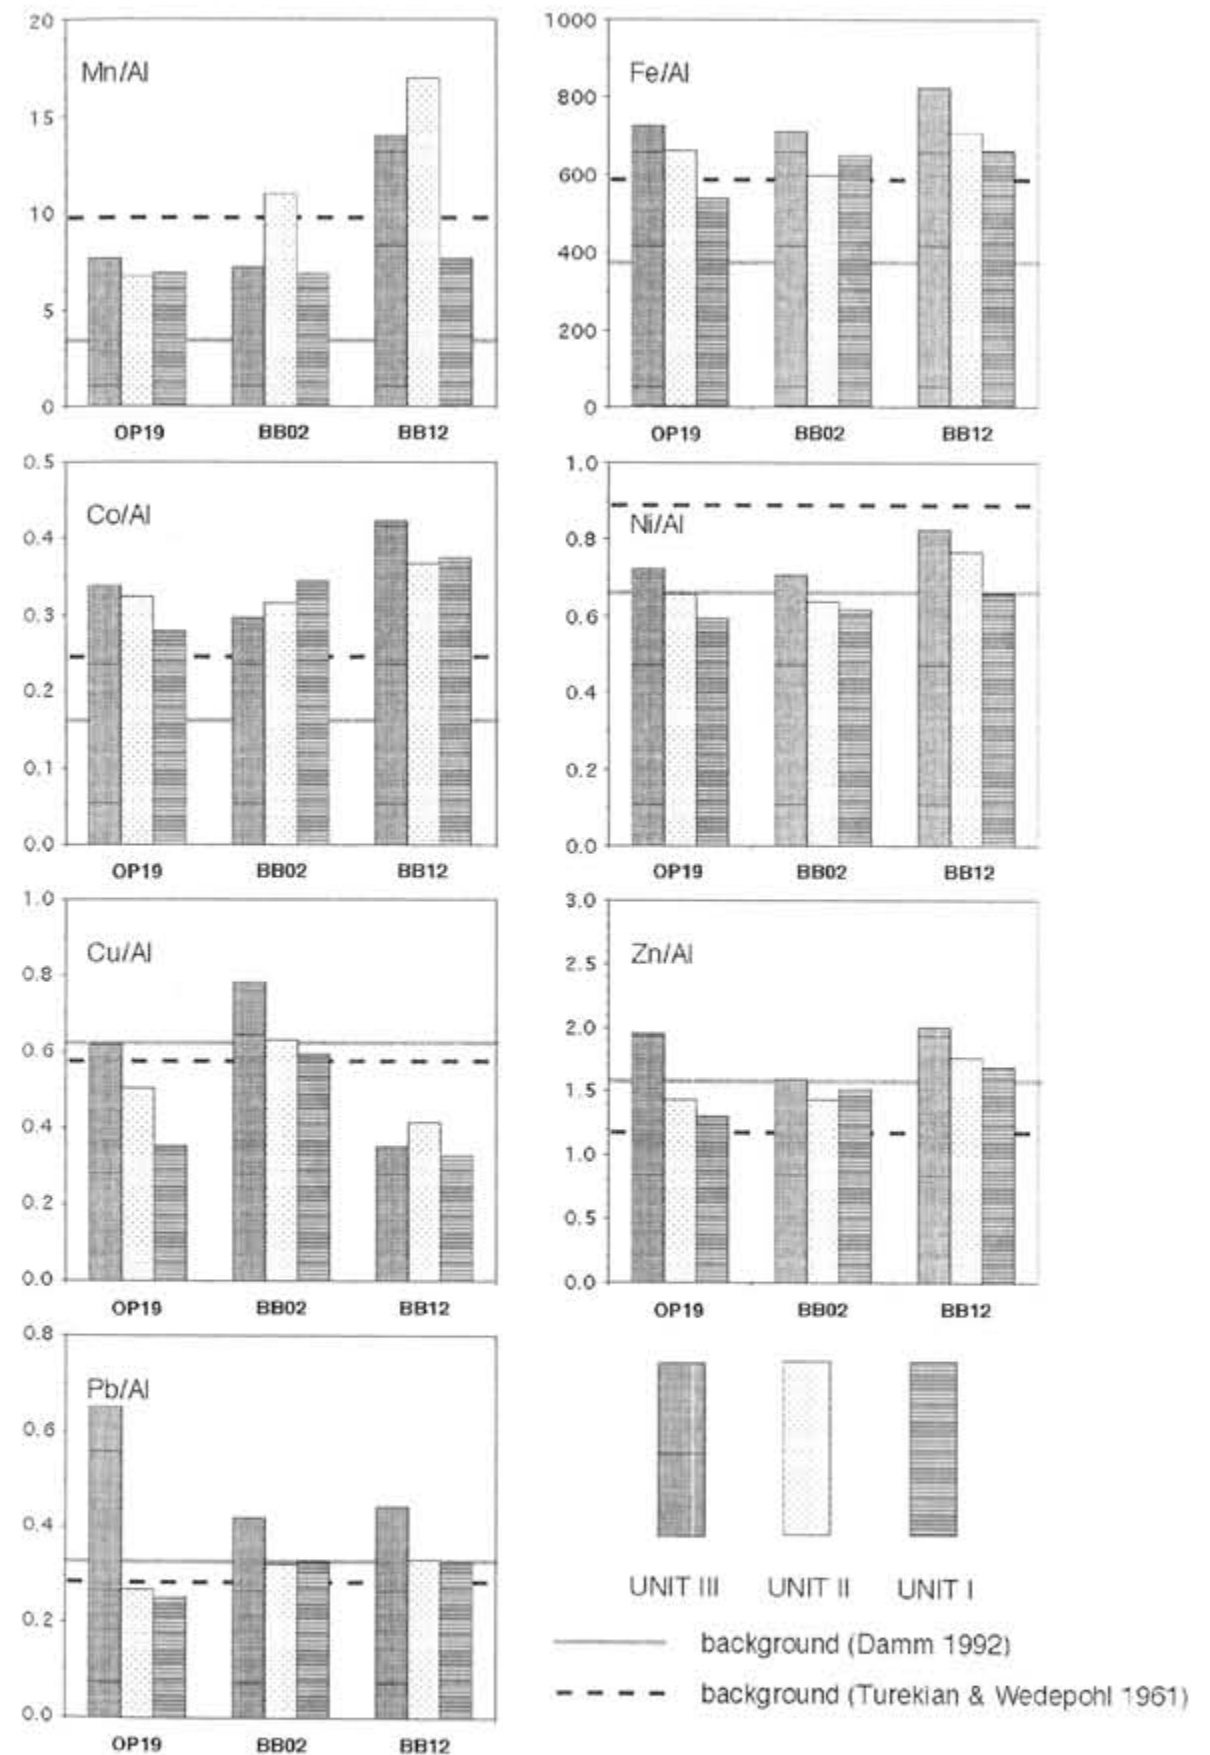 20
15
10
5
0
Mn/Al
OP19 BB02 BB12
1000
800
600
400
200
0
Fe/Al
OP19 BB02 BB12
0.5
0.4
0.3
0.2
0.1
0.0
Co/Al
OP19 BB02 BB12
1.0
0.8
0.6
0.4
0.2
0.0
Ni/Al
OP19 BB02 BB12
1.0
0.8
0.6
0.4
0.2
0.0
Cu/Al
OP19 BB02 BB12
3.0
2.5
2.0
1.5
1.0
0.5
0.0
Zn/Al
OP19 BB02 BB12
0.8
0.6
0.4
0.2
0.0
Pb/Al
OP19 BB02 BB12
UNIT III UNIT II UNIT I
background (Damm 1992)
background (Turekian & Wedepohl 1961)